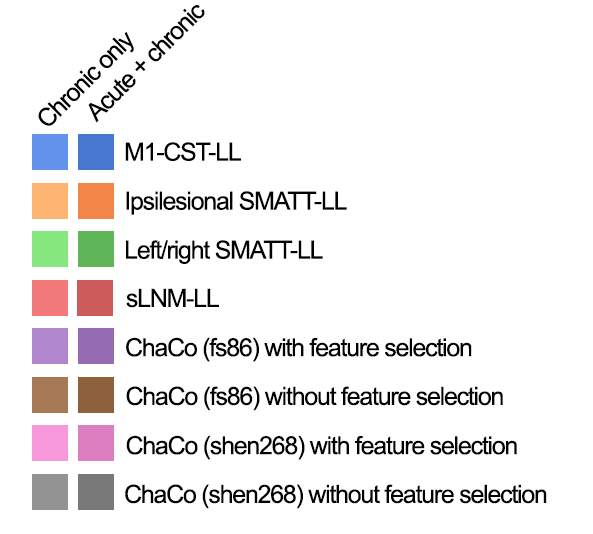 Chronic only
Acute + chronic
M1-CST-LL
Ipsilesional SMATT-LL
Left/right SMATT-LL
sLNM-LL
ChaCo (fs86) with feature selection
ChaCo (fs86) without feature selection
ChaCo (shen268) with feature selection
ChaCo (shen268) without feature selection